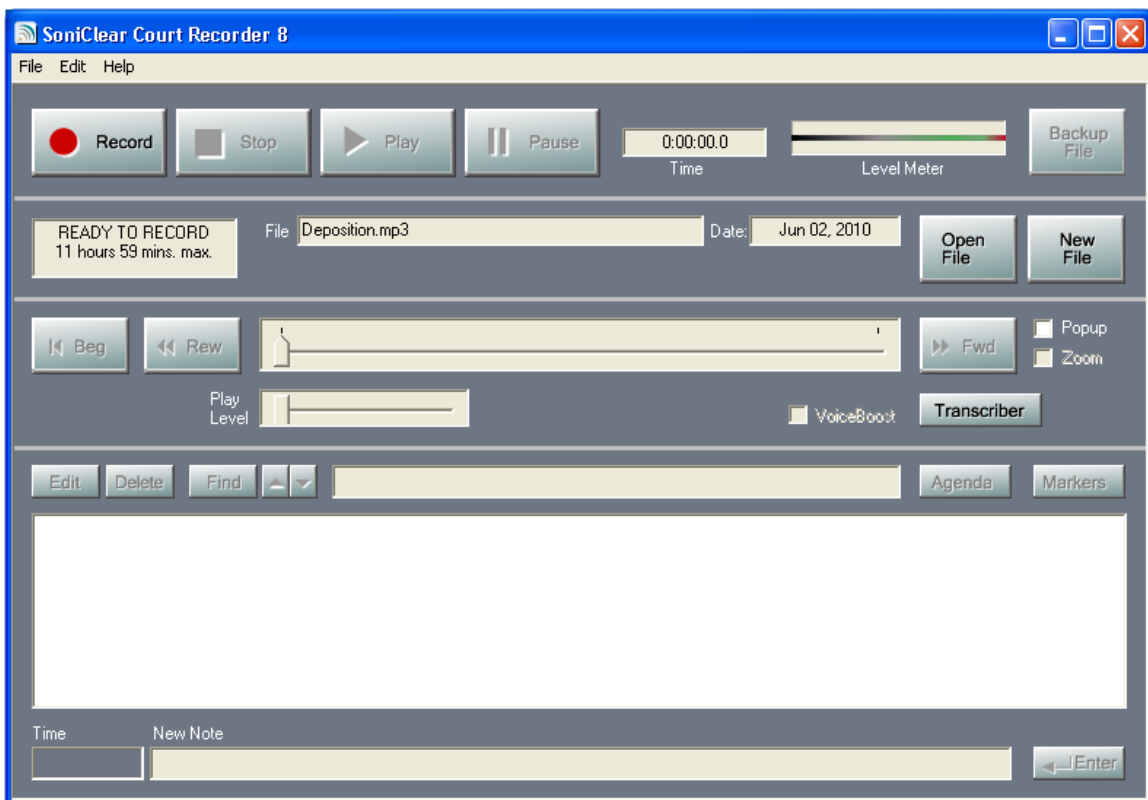 SoniClear Court Recorder 8
File Edit Help
Record Stop Play Pause 0:00:00.0 Backup
File
Time Level Meter
READY TO RECORD
11 hours 59 mins. max.
File Deposition.mp3 Date: Jun 02, 2010
Open
File
New
File
Beg Rew Fwd Popup
Zoom
Play
Level
VoiceBoost Transcriber
Edit Delete Find Agenda Markers
Time New Note
Enter